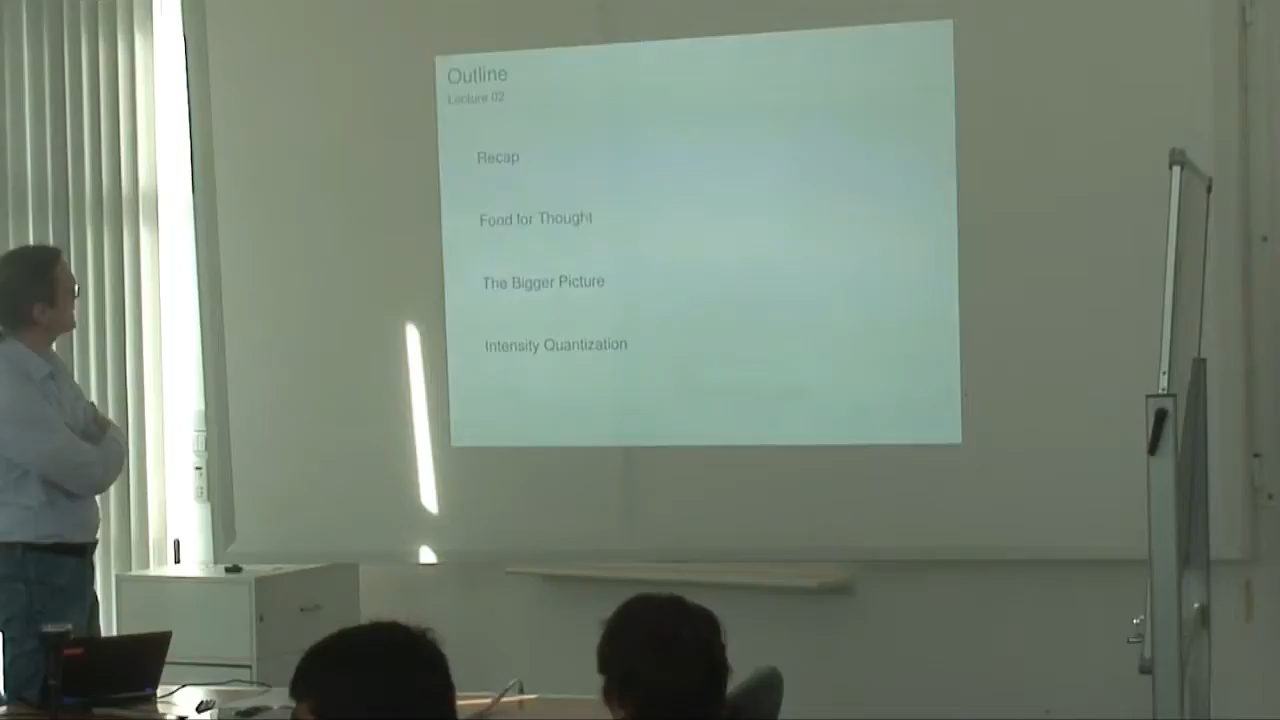 Outline
Lecture 02
Recap
Food for Thought
The Bigger Picture
Intensity Quantization